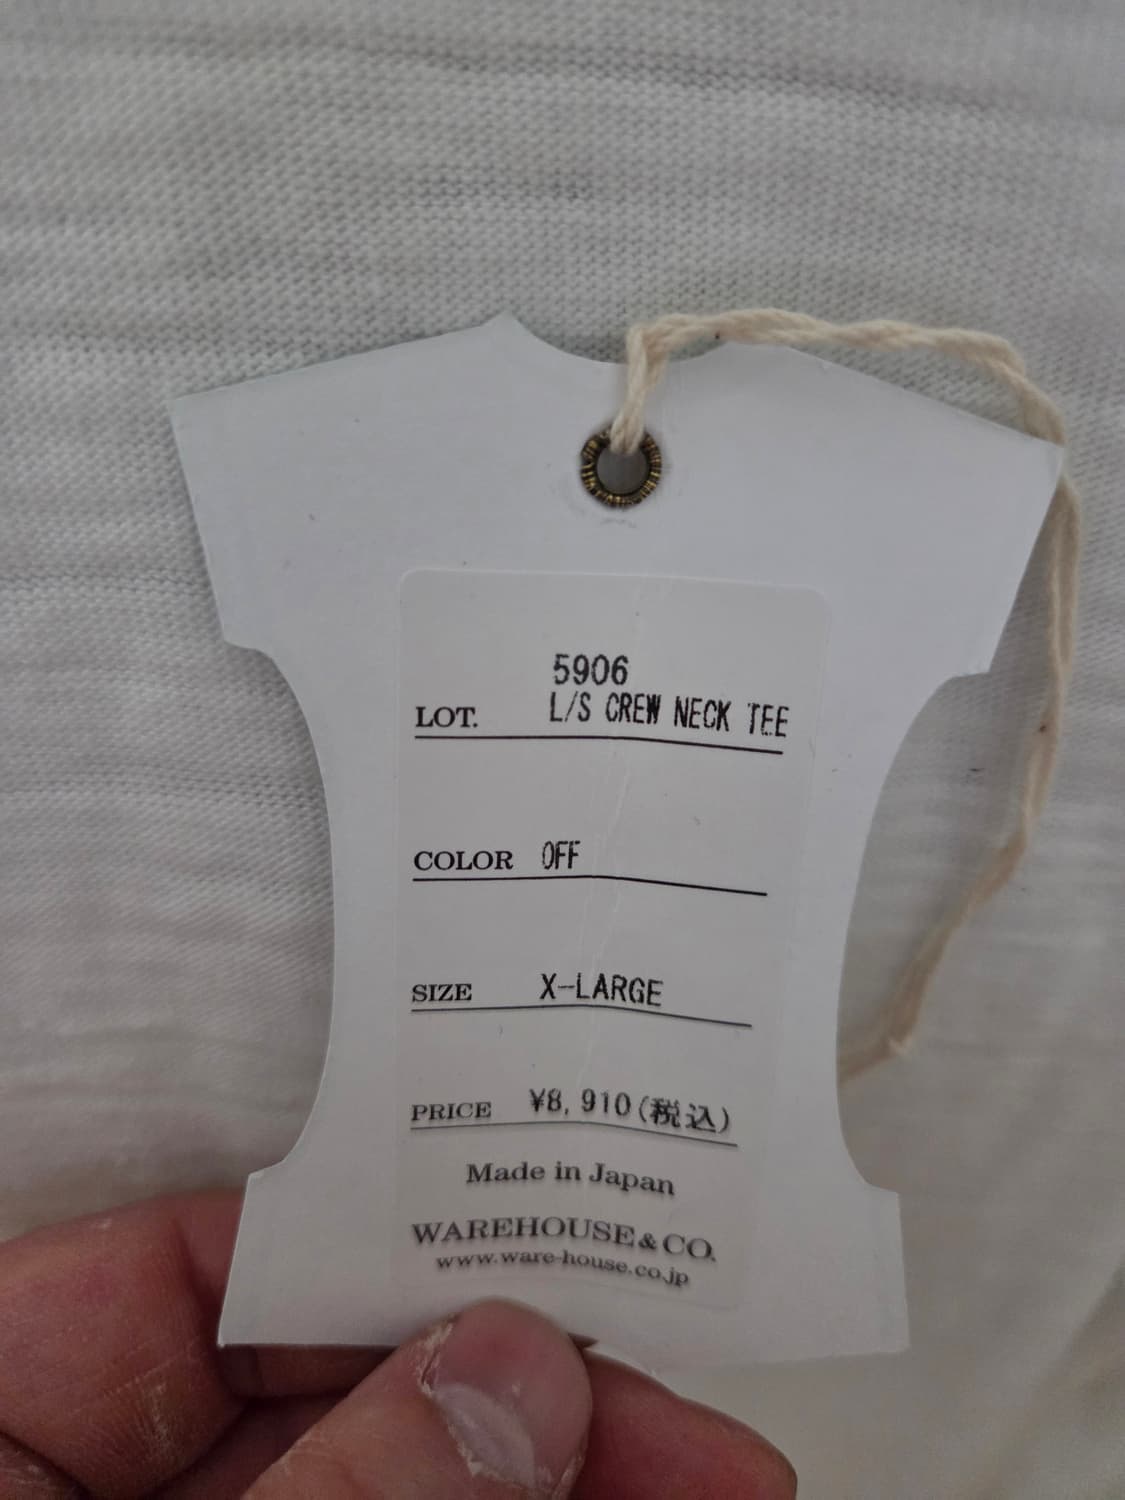 5906
LOT. L/S CREW NECK TEE
COLOR OFF
SIZE X-LARGE
PRICE ¥8,910(税込)
Made in Japan
WAREHOUSE & CO.
www.ware-house.co.jp